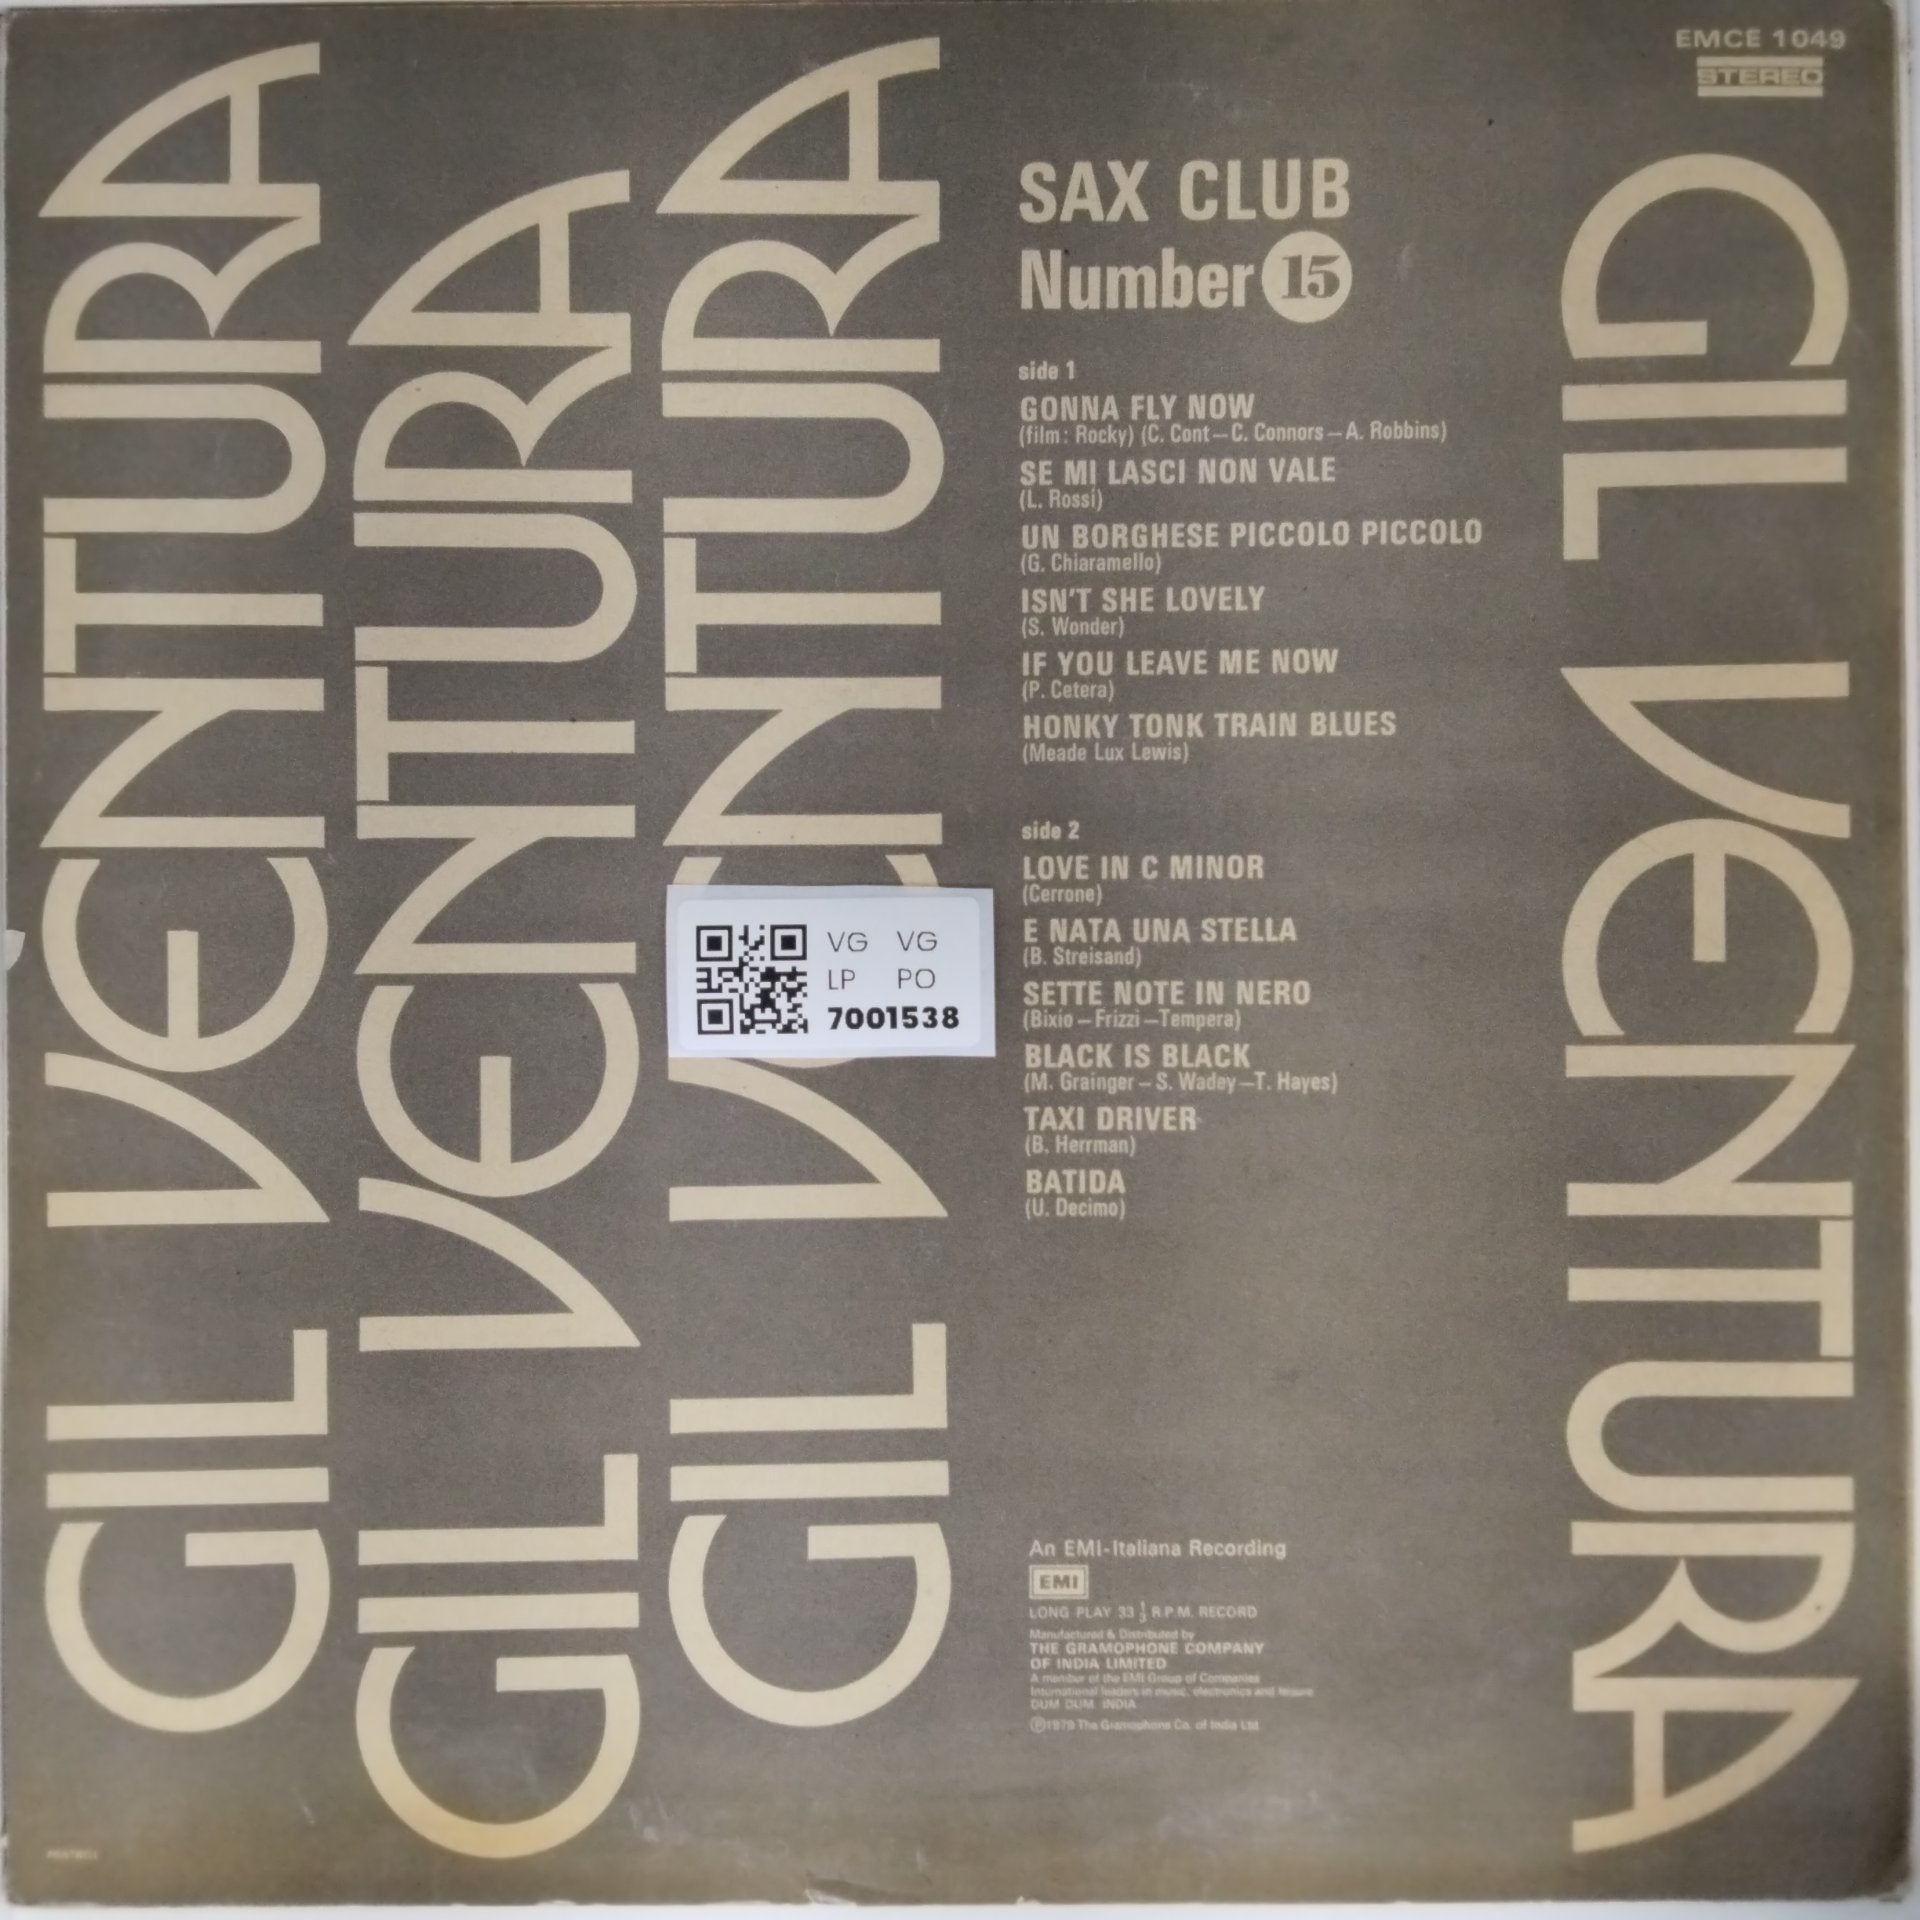 EMCE 1049
STEREO
GIL VENTURA
GIL VENTURA
GIL VENTURA
SAX CLUB
Number 15
side 1
GONNA FLY NOW
(film: Rocky) (C. Cont – C. Connors – A. Robbins)
SE MI LASCI NON VALE
(L. Rossi)
UN BORGHESE PICCOLO PICCOLO
(G. Chiaramello)
ISN'T SHE LOVELY
(S. Wonder)
IF YOU LEAVE ME NOW
(P. Cetera)
HONKY TONK TRAIN BLUES
(Meade Lux Lewis)
side 2
LOVE IN C MINOR
(Cerrone)
E NATA UNA STELLA
(B. Streisand)
SETTE NOTE IN NERO
(Bixio – Frizzi – Tempera)
BLACK IS BLACK
(M. Grainger – S. Wadey – T. Hayes)
TAXI DRIVER
(B. Herrman)
BATIDA
(U. Decimo)
VG VG
LP PO
7001538
An EMI-Italiana Recording
EMI
LONG PLAY 33 1/3 R.P.M. RECORD
Manufactured & Distributed by
THE GRAMOPHONE COMPANY
OF INDIA LIMITED
A member of the EMI Group of Companies
International leaders in music, electronics and leisure
DUM DUM INDIA
Ⓟ1979 The Gramophone Co. of India Ltd
GIL VENTURA